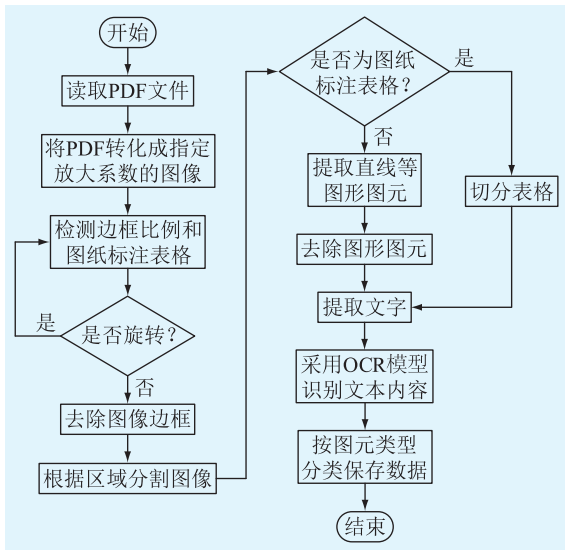 开始
读取PDF文件
将PDF转化成指定
放大系数的图像
检测边框比例和
图纸标注表格
是
是否旋转？
否
去除图像边框
根据区域分割图像
是否为图纸
标注表格？
是
否
提取直线等
图形图元
切分表格
去除图形图元
提取文字
采用OCR模型
识别文本内容
按图元类型
分类保存数据
结束